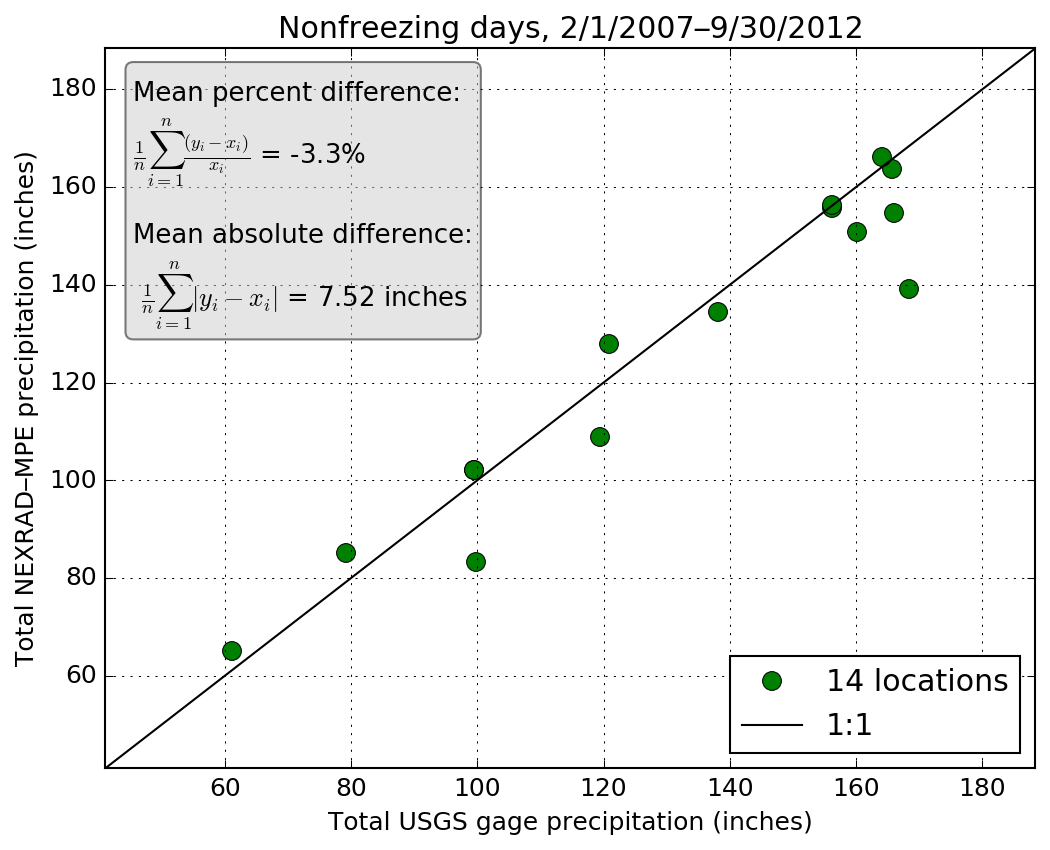 Nonfreezing days, 2/1/2007–9/30/2012
Total NEXRAD–MPE precipitation (inches)
180
160
140
120
100
80
60
Mean percent difference:
\frac{1}{n}\sum_{i=1}^{n}\frac{(y_i - x_i)}{x_i} = -3.3%
Mean absolute difference:
\frac{1}{n}\sum_{i=1}^{n}|y_i - x_i| = 7.52 inches
14 locations
1:1
60 80 100 120 140 160 180
Total USGS gage precipitation (inches)